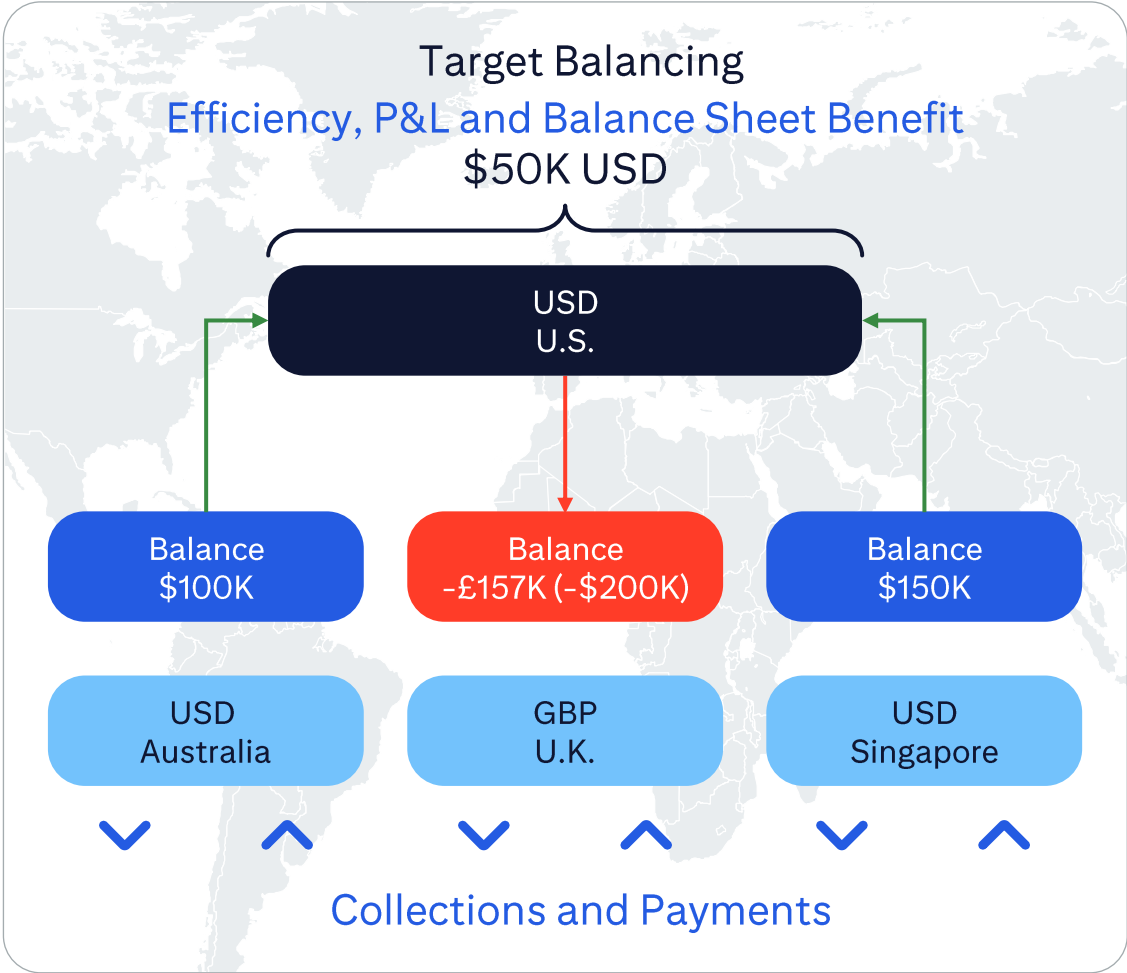 Target Balancing
Efficiency, P&L and Balance Sheet Benefit
$50K USD
USD
U.S.
Balance
$100K
Balance
-£157K (-$200K)
Balance
$150K
USD
Australia
GBP
U.K.
USD
Singapore
Collections and Payments